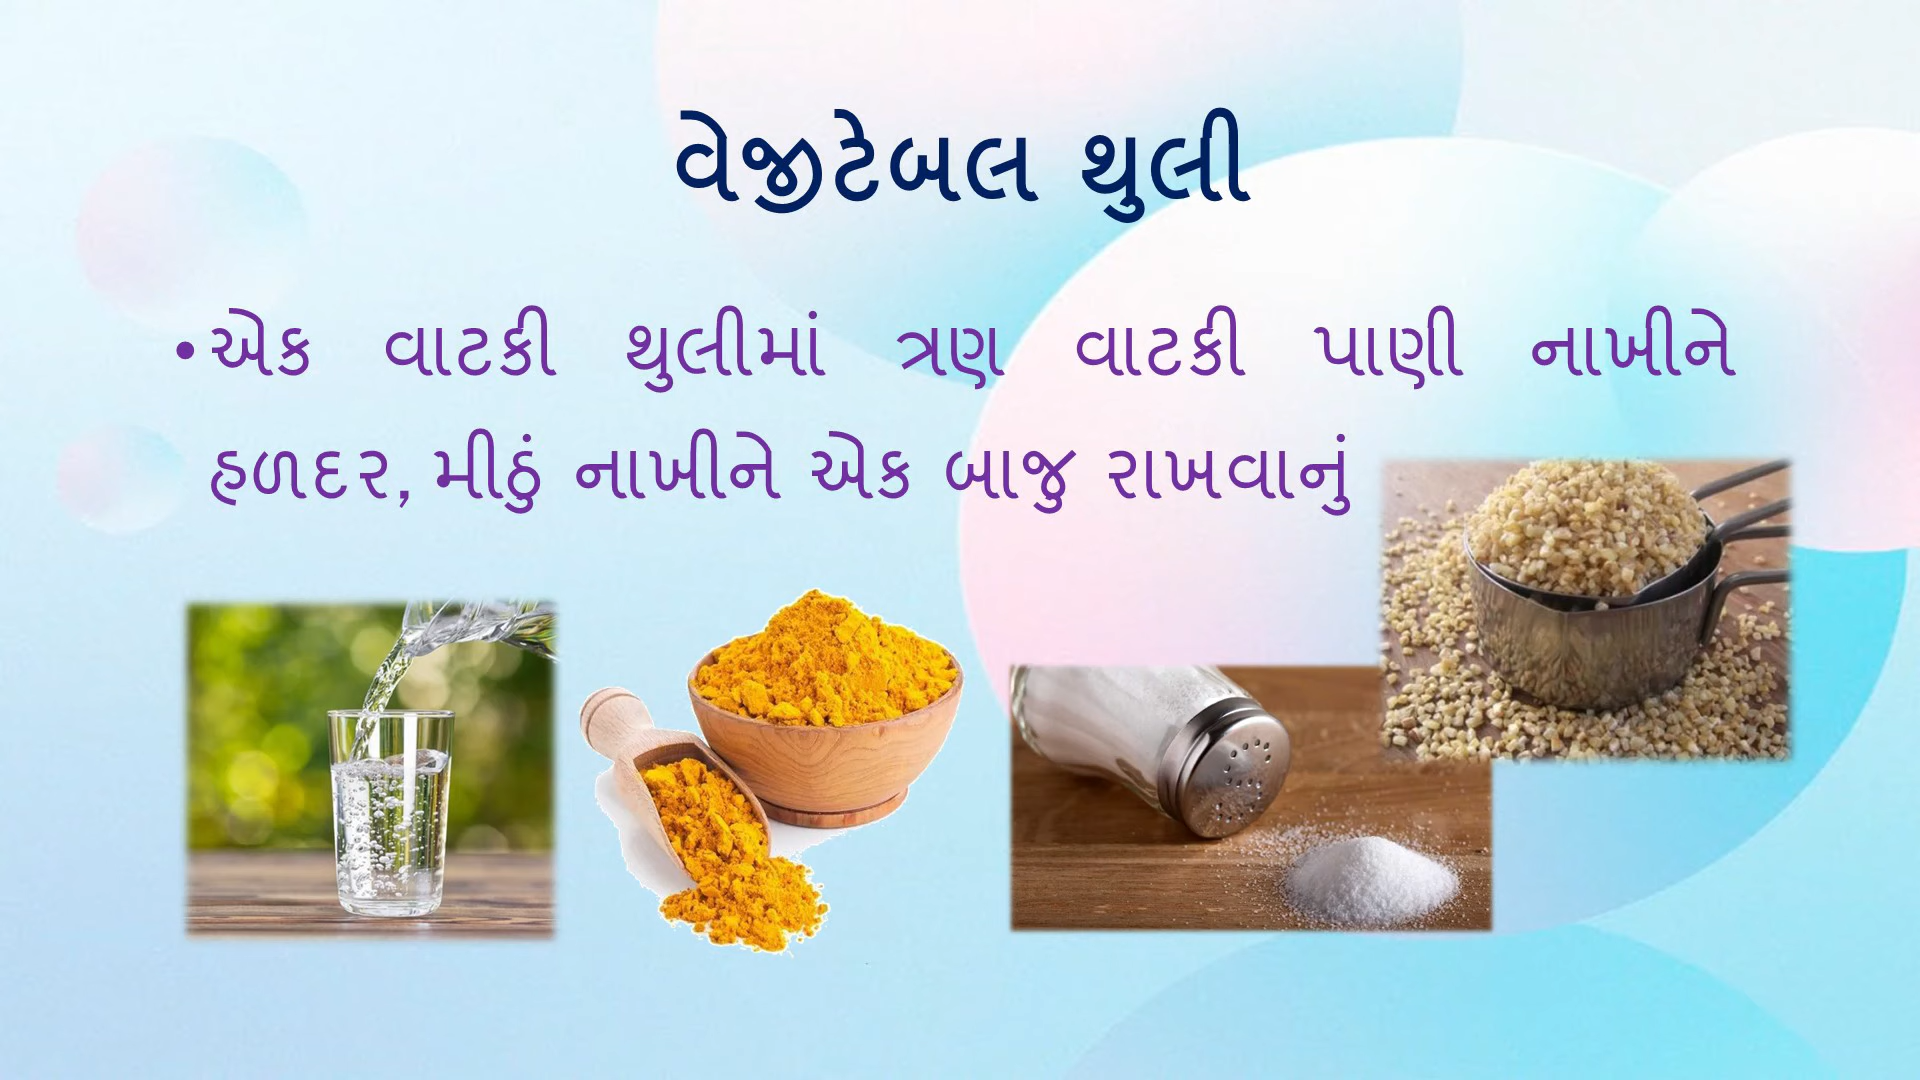 વેજીટેબલ થુલી
• એક વાટકી થુલીમાં ત્રણ વાટકી પાણી નાખીને
હળદર, મીઠું નાખીને એક બાજુ રાખવાનું